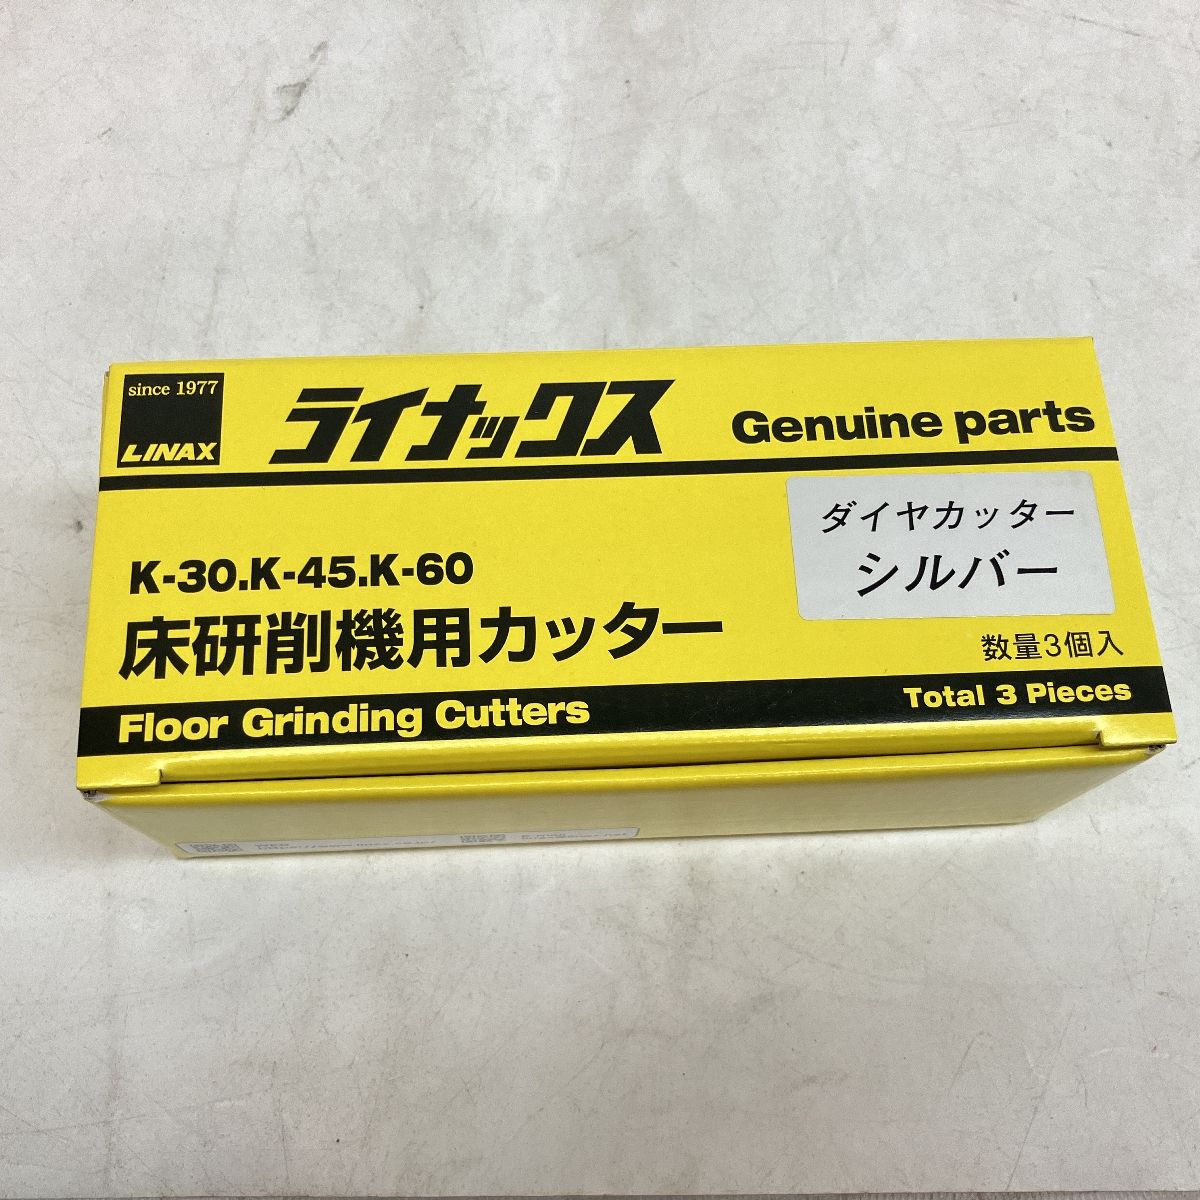 since 1977
LINAX
ライナックス
Genuine parts
ダイヤカッター
シルバー
K-30.K-45.K-60
床研削機用カッター
数量3個入
Floor Grinding Cutters
Total 3 Pieces